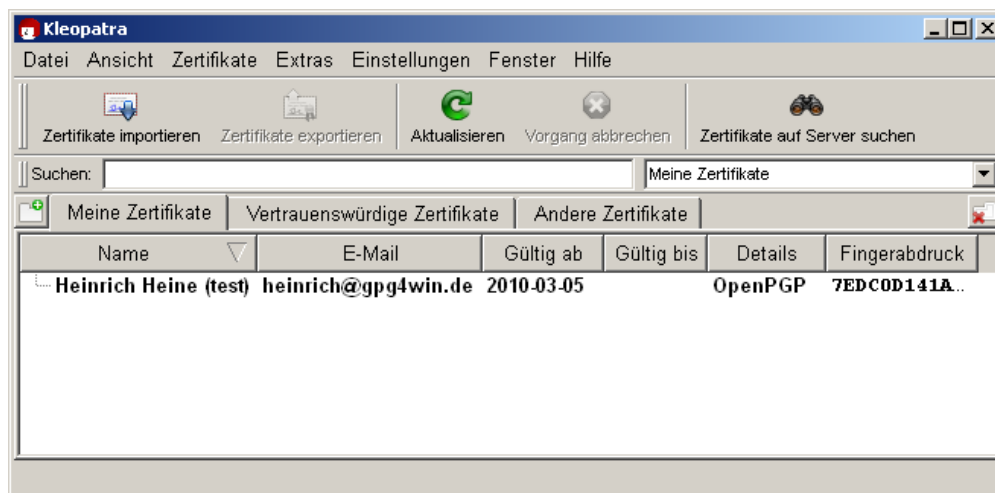 Kleopatra
Datei Ansicht Zertifikate Extras Einstellungen Fenster Hilfe
Zertifikate importieren Zertifikate exportieren Aktualisieren Vorgang abbrechen Zertifikate auf Server suchen
Suchen: Meine Zertifikate
Meine Zertifikate Vertrauenswürdige Zertifikate Andere Zertifikate
Name E-Mail Gültig ab Gültig bis Details Fingerabdruck
Heinrich Heine (test) heinrich@gpg4win.de 2010-03-05 OpenPGP 7EDC0D141A...